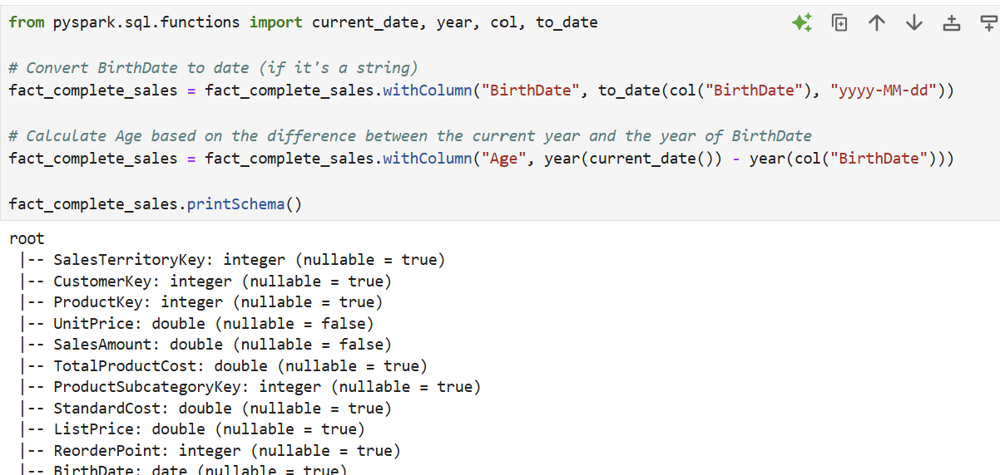 from pyspark.sql.functions import current_date, year, col, to_date
# Convert BirthDate to date (if it's a string)
fact_complete_sales = fact_complete_sales.withColumn("BirthDate", to_date(col("BirthDate"), "yyyy-MM-dd"))
# Calculate Age based on the difference between the current year and the year of BirthDate
fact_complete_sales = fact_complete_sales.withColumn("Age", year(current_date()) - year(col("BirthDate")))
fact_complete_sales.printSchema()
root
 |-- SalesTerritoryKey: integer (nullable = true)
 |-- CustomerKey: integer (nullable = true)
 |-- ProductKey: integer (nullable = true)
 |-- UnitPrice: double (nullable = false)
 |-- SalesAmount: double (nullable = false)
 |-- TotalProductCost: double (nullable = true)
 |-- ProductSubcategoryKey: integer (nullable = true)
 |-- StandardCost: double (nullable = true)
 |-- ListPrice: double (nullable = true)
 |-- ReorderPoint: integer (nullable = true)
 |-- BirthDate: date (nullable = true)